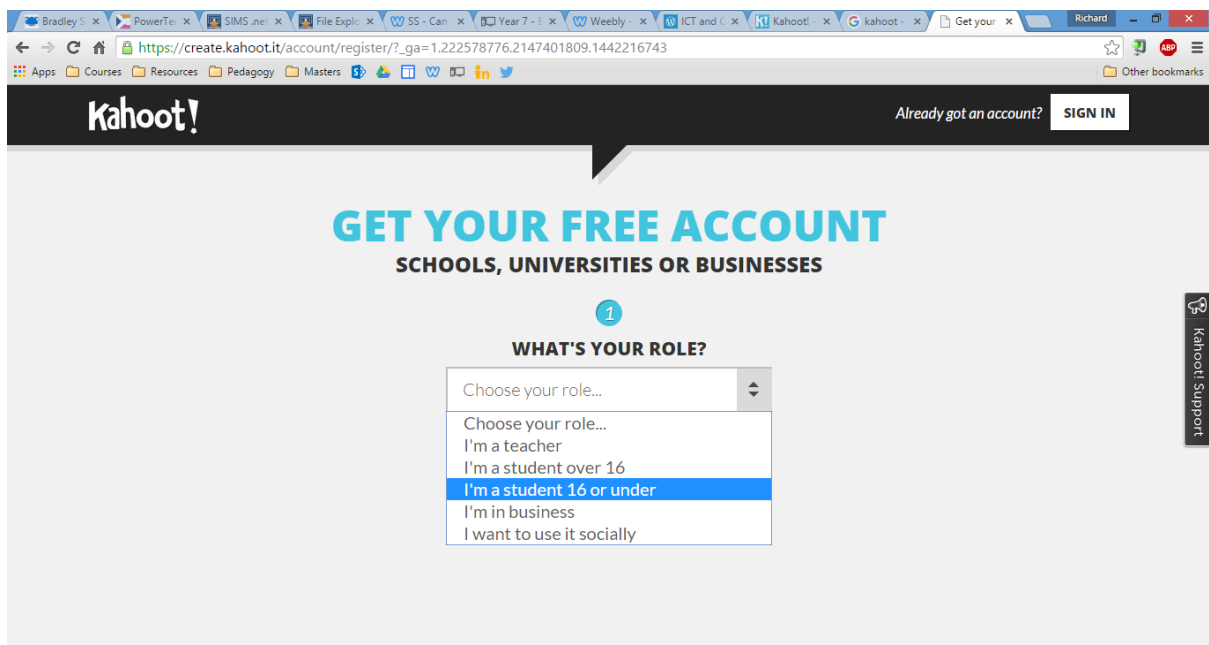 Bradley S PowerTe SIMS .net File Explo SS - Can Year 7 - E Weebly - ICT and C Kahoot! - kahoot - Get your Richard
https://create.kahoot.it/account/register/?_ga=1.222578776.2147401809.1442216743 ABP
Apps Courses Resources Pedagogy Masters in Other bookmarks
Kahoot! Already got an account? SIGN IN
GET YOUR FREE ACCOUNT
SCHOOLS, UNIVERSITIES OR BUSINESSES
1
WHAT'S YOUR ROLE?
Choose your role...
Choose your role...
I'm a teacher
I'm a student over 16
I'm a student 16 or under
I'm in business
I want to use it socially
Kahoot! Support